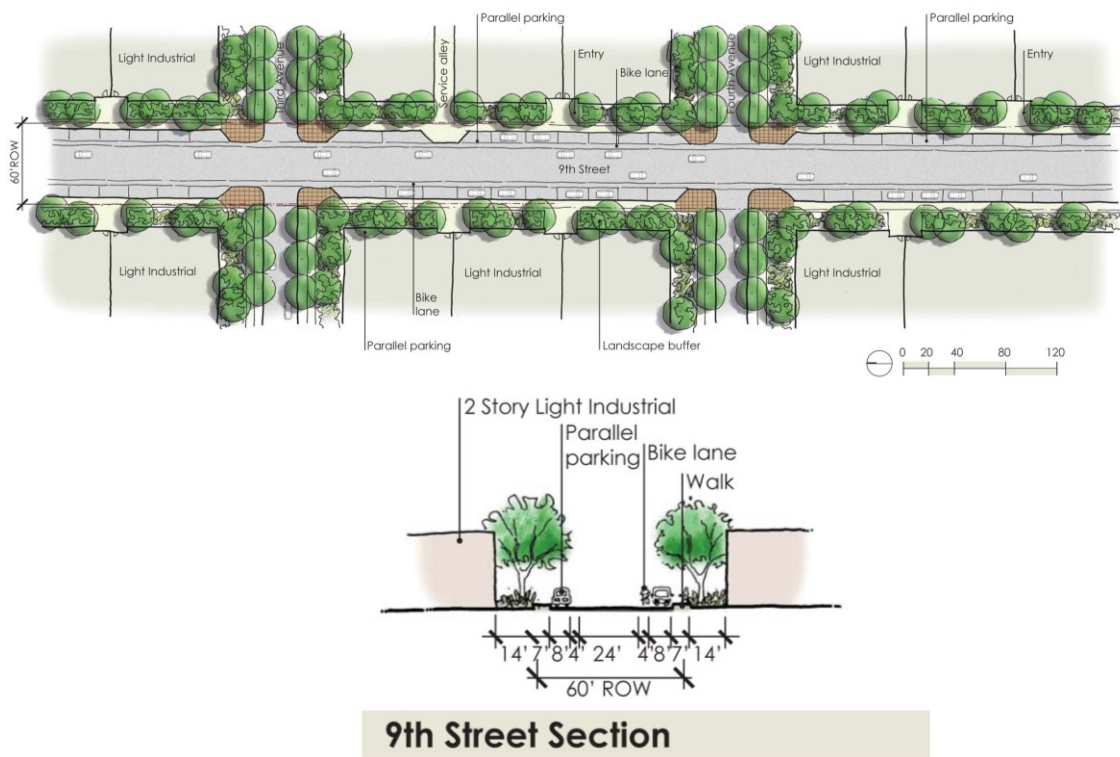 Parallel parking
Parallel parking
Light Industrial
Third Avenue
Service alley
Entry
Bike lane
Fourth Avenue
Light Industrial
Entry
60'ROW
9th Street
Light Industrial
Light Industrial
Light Industrial
Bike
lane
Parallel parking
Landscape buffer
0 20 40 80 120
2 Story Light Industrial
Parallel
parking
Bike lane
Walk
14' 7' 8' 4' 24' 4' 8' 7' 14'
60' ROW
9th Street Section